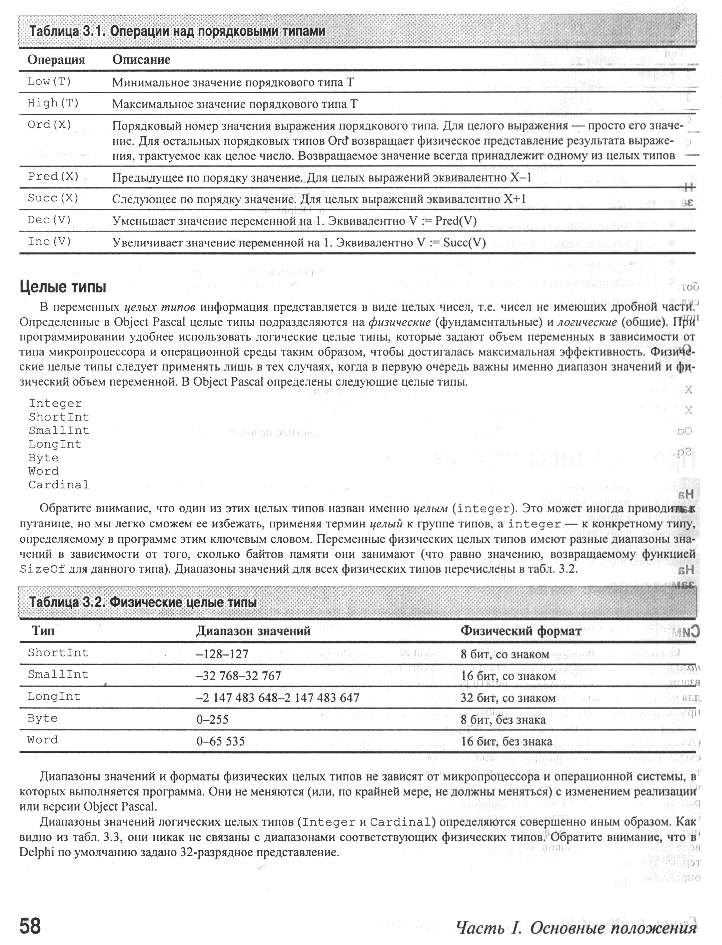 Таблица 3.1. Операции над порядковыми типами
Операция Описание
Low(T) Минимальное значение порядкового типа T
High(T) Максимальное значение порядкового типа T
Ord(X) Порядковый номер значения выражения порядкового типа. Для целого выражения — просто его значе-
ние. Для остальных порядковых типов Ord возвращает физическое представление результата выраже-
ния, трактуемое как целое число. Возвращаемое значение всегда принадлежит одному из целых типов
Pred(X) Предыдущее по порядку значение. Для целых выражений эквивалентно X–1
Succ(X) Следующее по порядку значение. Для целых выражений эквивалентно X+1
Dec(V) Уменьшает значение переменной на 1. Эквивалентно V := Pred(V)
Inc(V) Увеличивает значение переменной на 1. Эквивалентно V := Succ(V)
Целые типы
В переменных целых типов информация представляется в виде целых чисел, т.е. чисел не имеющих дробной части.
Определенные в Object Pascal целые типы подразделяются на физические (фундаментальные) и логические (общие). При
программировании удобнее использовать логические целые типы, которые задают объем переменных в зависимости от
типа микропроцессора и операционной среды таким образом, чтобы достигалась максимальная эффективность. Физиче-
ские целые типы следует применять лишь в тех случаях, когда в первую очередь важны именно диапазон значений и фи-
зический объем переменной. В Object Pascal определены следующие целые типы.
Integer
ShortInt
SmallInt
LongInt
Byte
Word
Cardinal
Обратите внимание, что один из этих целых типов назван именно целым (integer). Это может иногда приводить к
путанице, но мы легко сможем ее избежать, применяя термин целый к группе типов, а integer — к конкретному типу,
определяемому в программе этим ключевым словом. Переменные физических целых типов имеют разные диапазоны зна-
чений в зависимости от того, сколько байтов памяти они занимают (что равно значению, возвращаемому функцией
SizeOf для данного типа). Диапазоны значений для всех физических типов перечислены в табл. 3.2.
Таблица 3.2. Физические целые типы
Тип Диапазон значений Физический формат
ShortInt –128–127 8 бит, со знаком
SmallInt –32 768–32 767 16 бит, со знаком
LongInt –2 147 483 648–2 147 483 647 32 бит, со знаком
Byte 0–255 8 бит, без знака
Word 0–65 535 16 бит, без знака
Диапазоны значений и форматы физических целых типов не зависят от микропроцессора и операционной системы, в
которых выполняется программа. Они не меняются (или, по крайней мере, не должны меняться) с изменением реализации
или версии Object Pascal.
Диапазоны значений логических целых типов (Integer и Cardinal) определяются совершенно иным образом. Как
видно из табл. 3.3, они никак не связаны с диапазонами соответствующих физических типов. Обратите внимание, что в
Delphi по умолчанию задано 32-разрядное представление.
58 Часть I. Основные положения